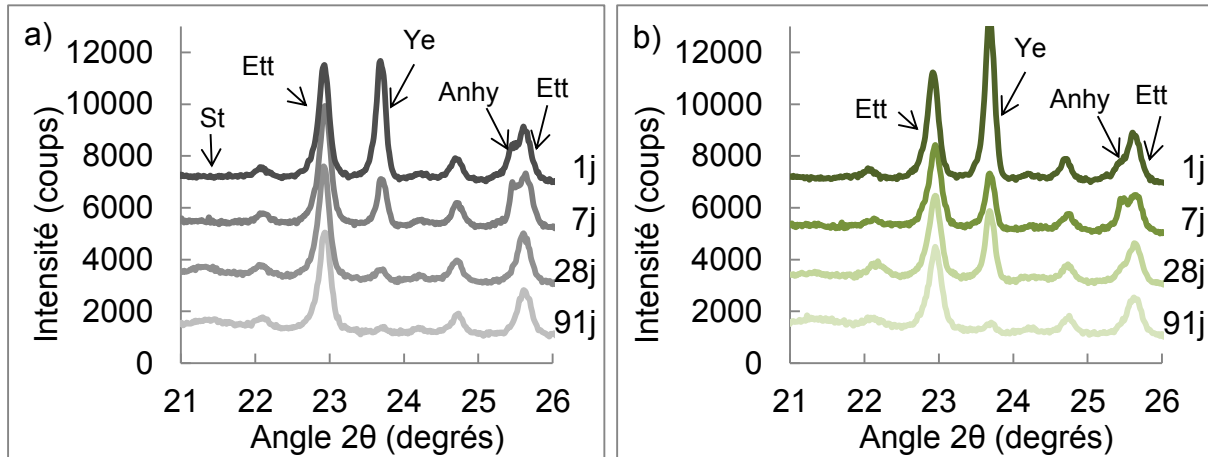 a)
Intensité (coups)
12000
10000
8000
6000
4000
2000
0
St
Ett
Ye
Anhy
Ett
1j
7j
28j
91j
21 22 23 24 25 26
Angle 2θ (degrés)
b)
Intensité (coups)
12000
10000
8000
6000
4000
2000
0
Ett
Ye
Anhy
Ett
1j
7j
28j
91j
21 22 23 24 25 26
Angle 2θ (degrés)